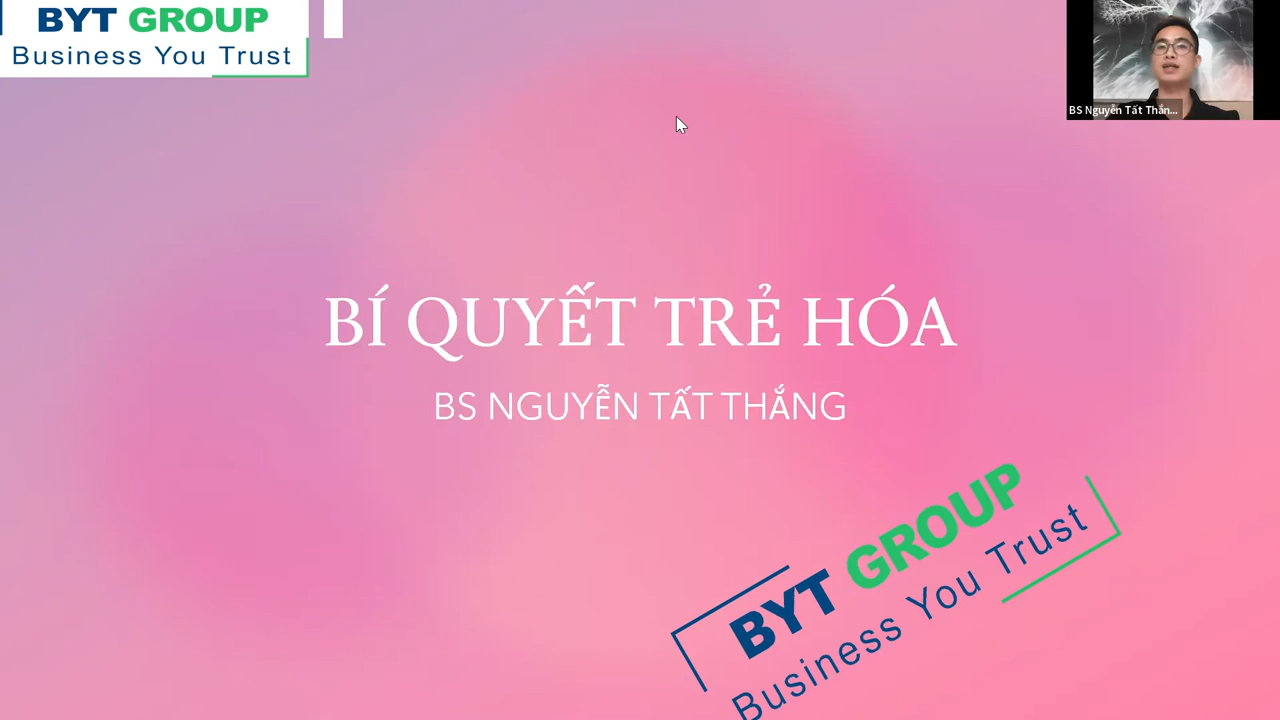 BYT GROUP
Business You Trust
BS Nguyễn Tất Thắn...
BÍ QUYẾT TRẺ HÓA
BS NGUYỄN TẤT THẮNG
BYT GROUP
Business You Trust